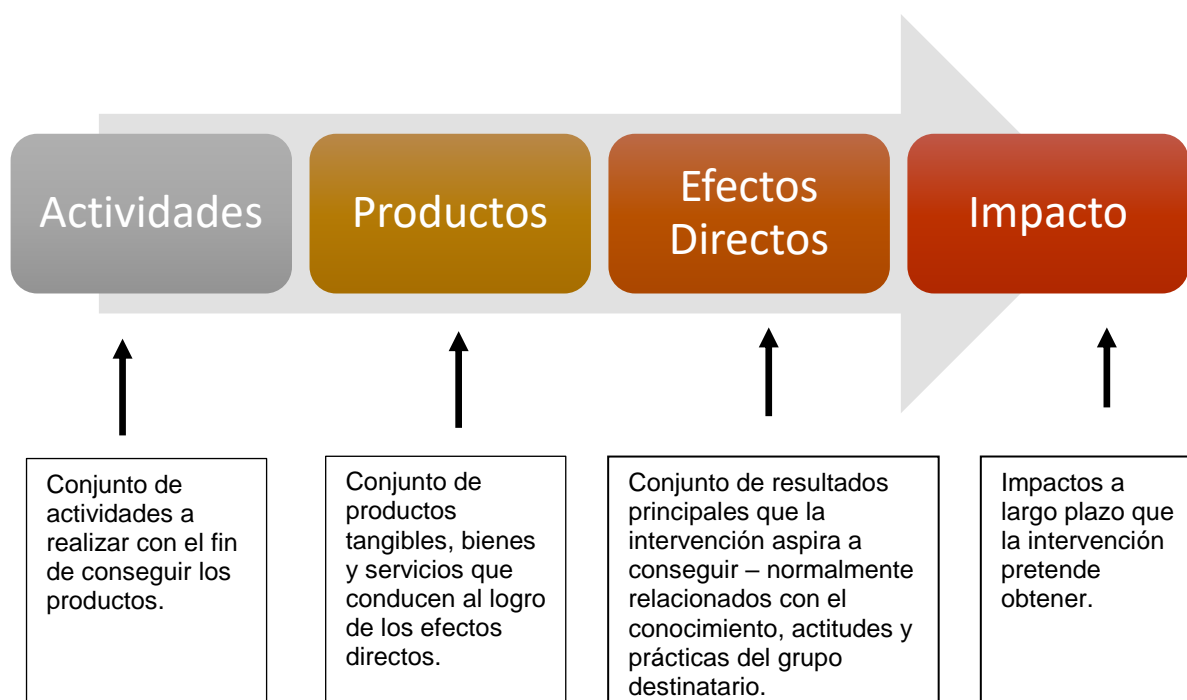 Actividades
Productos
Efectos
Directos
Impacto
Conjunto de
actividades a
realizar con el fin
de conseguir los
productos.
Conjunto de
productos
tangibles, bienes
y servicios que
conducen al logro
de los efectos
directos.
Conjunto de resultados
principales que la
intervención aspira a
conseguir – normalmente
relacionados con el
conocimiento, actitudes y
prácticas del grupo
destinatario.
Impactos a
largo plazo que
la intervención
pretende
obtener.